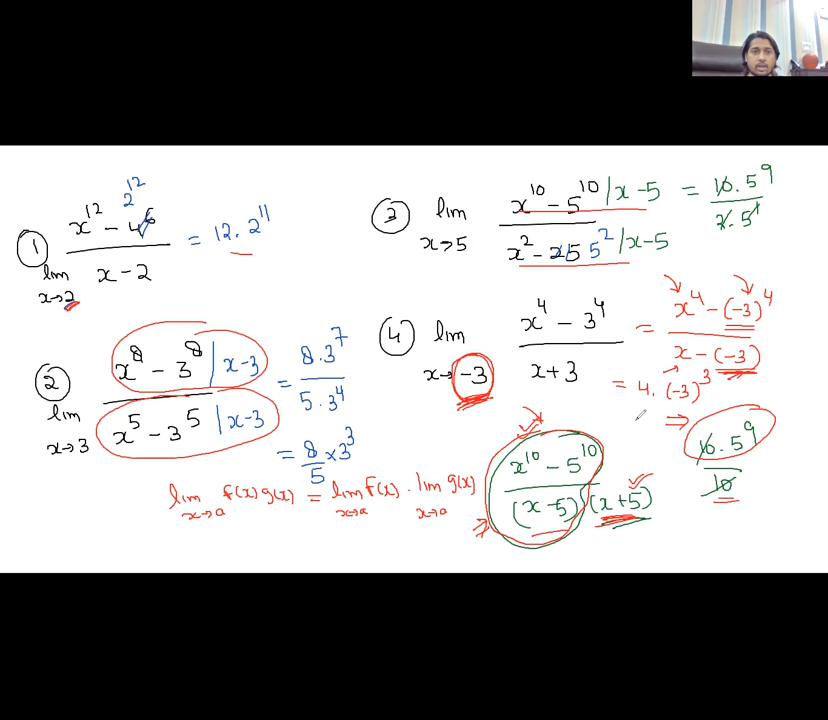 ① lim x→2 (x^12 - 4^6 2^12)/(x - 2) = 12. 2^11
② lim x→3 (x^8 - 3^8 | x-3)/(x^5 - 3^5 | x-3) = 8.3^7/5.3^4
= 8/5 × 3^3
lim x→a f(x) g(x) = lim x→a f(x) . lim x→a g(x)
③ lim x→5 (x^10 - 5^10 / x-5)/(x^2 - 25 5^2 / x-5) = 10.5^9/2.5^1
④ lim x→-3 (x^4 - 3^4)/(x+3) = (x^4 - (-3)^4)/(x - (-3))
= 4. (-3)^3
(x^10 - 5^10)/((x-5) (x+5)) ⇒ 10.5^9/10